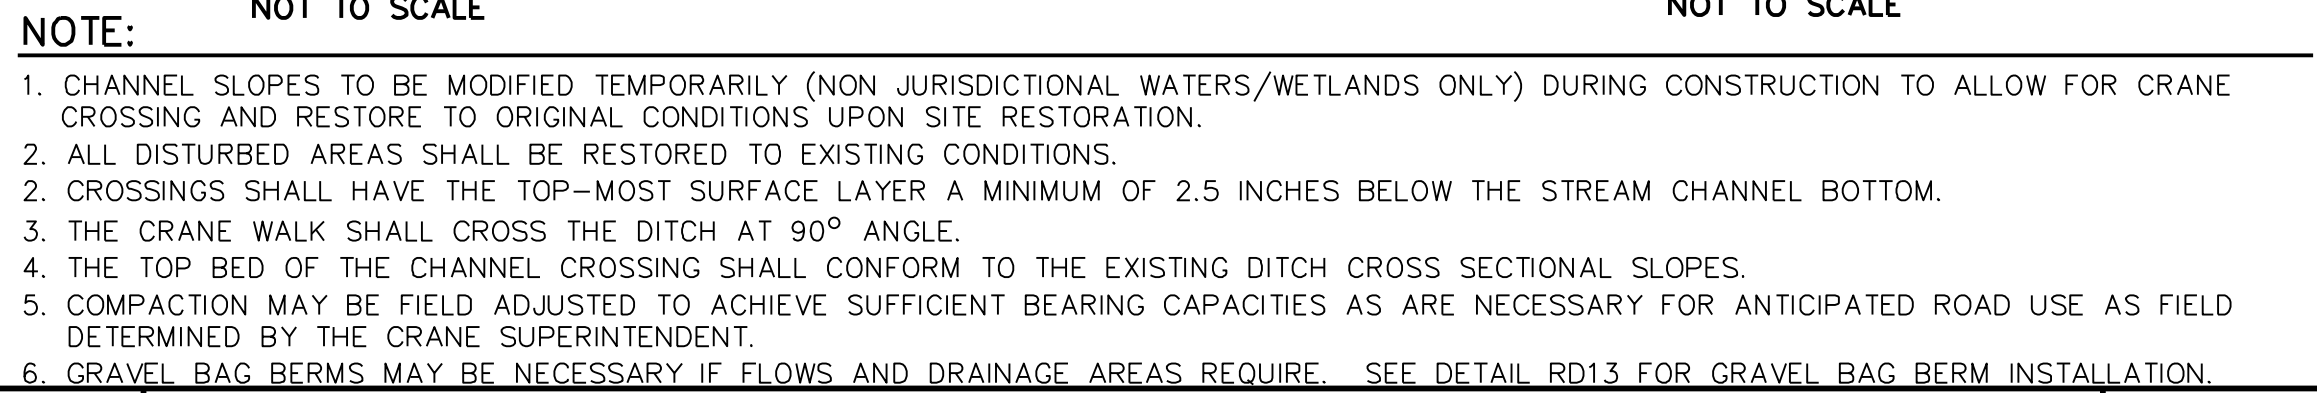 NOT TO SCALE NOT TO SCALE
NOTE:
1. CHANNEL SLOPES TO BE MODIFIED TEMPORARILY (NON JURISDICTIONAL WATERS/WETLANDS ONLY) DURING CONSTRUCTION TO ALLOW FOR CRANE
CROSSING AND RESTORE TO ORIGINAL CONDITIONS UPON SITE RESTORATION.
2. ALL DISTURBED AREAS SHALL BE RESTORED TO EXISTING CONDITIONS.
2. CROSSINGS SHALL HAVE THE TOP-MOST SURFACE LAYER A MINIMUM OF 2.5 INCHES BELOW THE STREAM CHANNEL BOTTOM.
3. THE CRANE WALK SHALL CROSS THE DITCH AT 90° ANGLE.
4. THE TOP BED OF THE CHANNEL CROSSING SHALL CONFORM TO THE EXISTING DITCH CROSS SECTIONAL SLOPES.
5. COMPACTION MAY BE FIELD ADJUSTED TO ACHIEVE SUFFICIENT BEARING CAPACITIES AS ARE NECESSARY FOR ANTICIPATED ROAD USE AS FIELD
DETERMINED BY THE CRANE SUPERINTENDENT.
6. GRAVEL BAG BERMS MAY BE NECESSARY IF FLOWS AND DRAINAGE AREAS REQUIRE. SEE DETAIL RD13 FOR GRAVEL BAG BERM INSTALLATION.